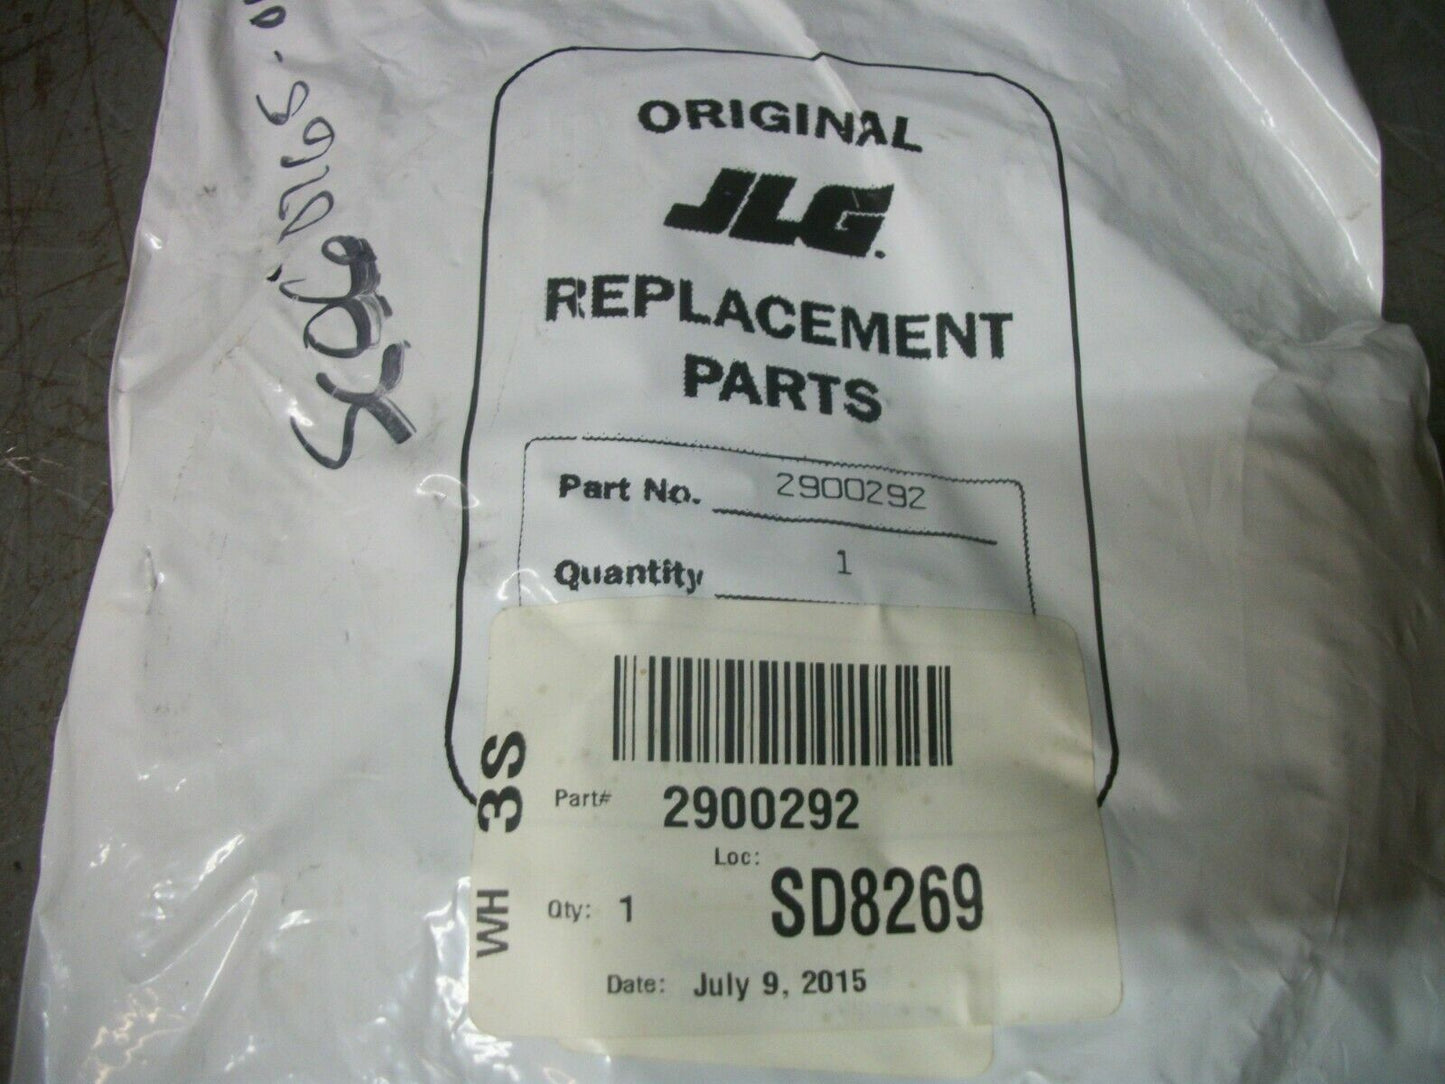 ORIGINAL
JLG
REPLACEMENT
PARTS
Part No. 2900292
Quantity 1
Part# 2900292
Loc:
SD8269
Qty: 1
Date: July 9, 2015
WH 3S